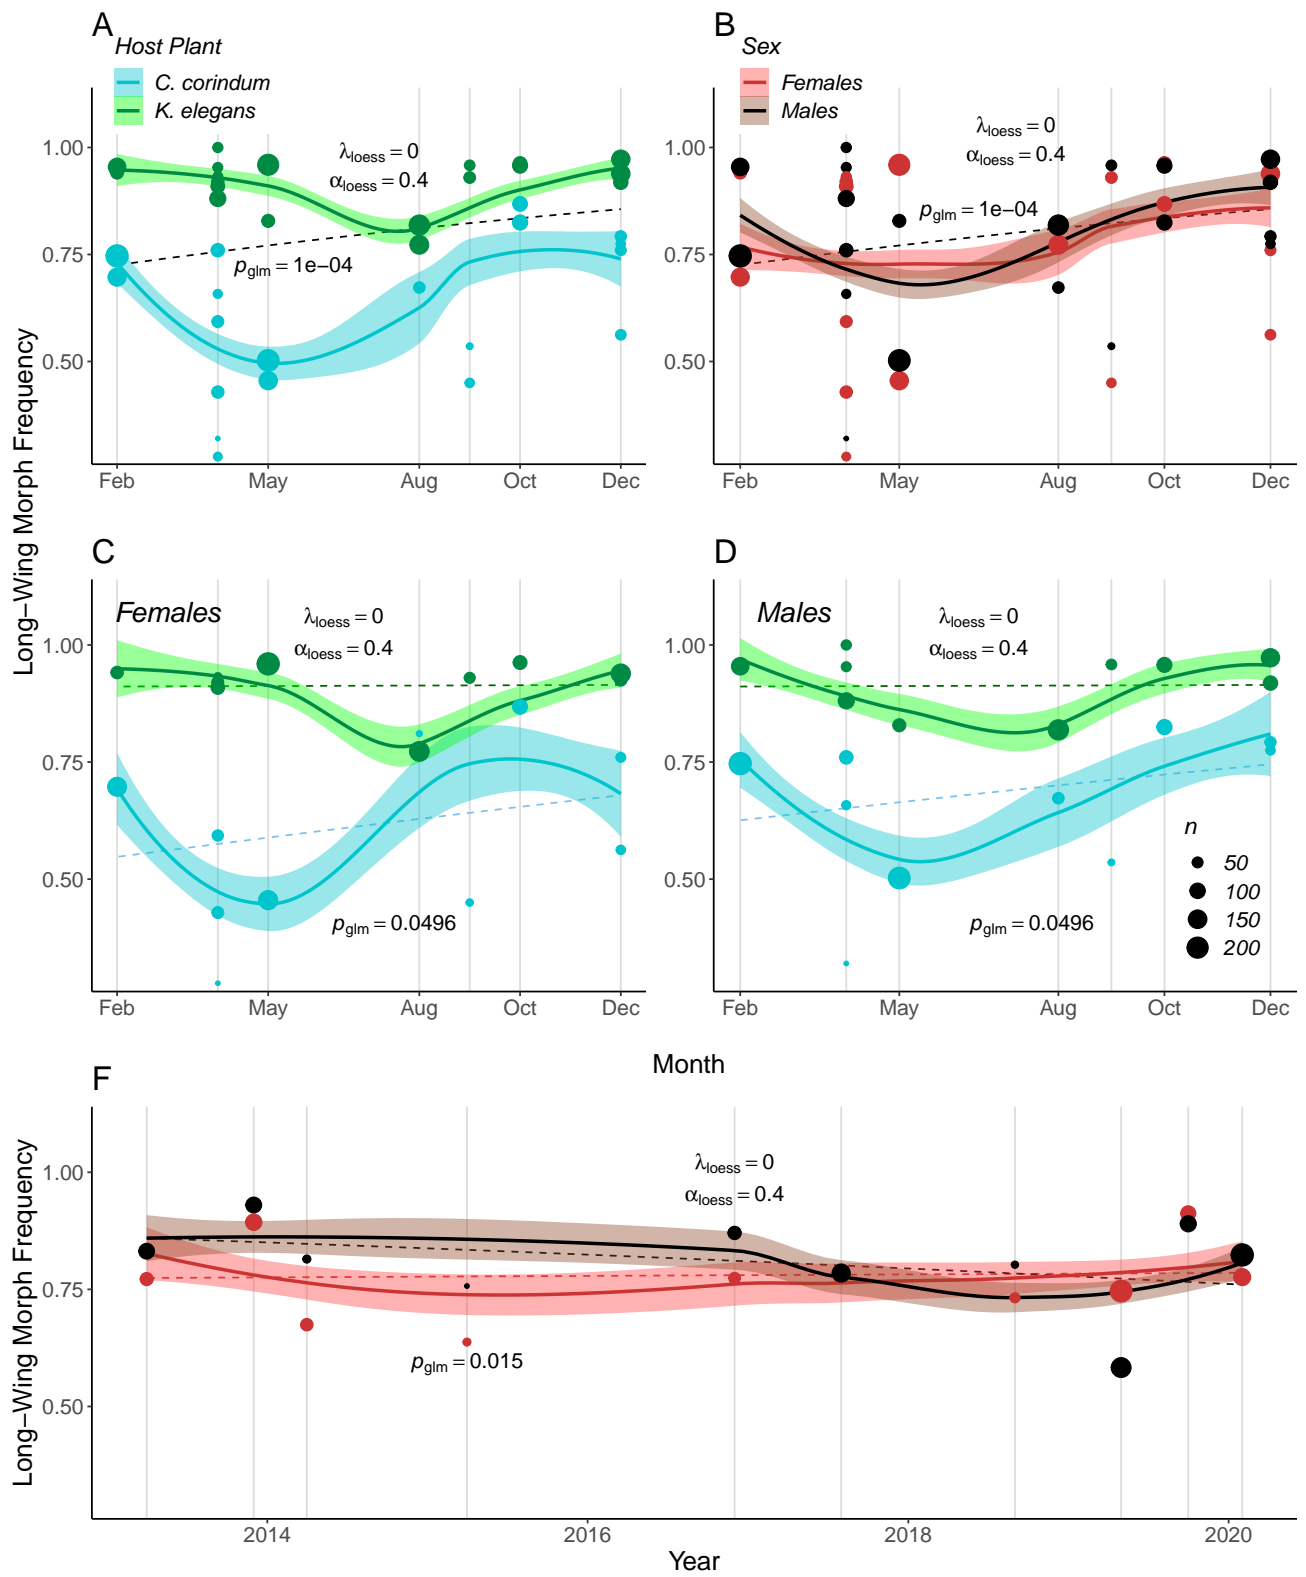 A
Host Plant
C. corindum
K. elegans
λloess = 0
αloess = 0.4
pglm = 1e−04
1.00
0.75
0.50
Feb May Aug Oct Dec
B
Sex
Females
Males
λloess = 0
αloess = 0.4
pglm = 1e−04
1.00
0.75
0.50
Feb May Aug Oct Dec
Long−Wing Morph Frequency
C
Females
λloess = 0
αloess = 0.4
pglm = 0.0496
1.00
0.75
0.50
Feb May Aug Oct Dec
D
Males
λloess = 0
αloess = 0.4
pglm = 0.0496
n
50
100
150
200
1.00
0.75
0.50
Feb May Aug Oct Dec
Month
F
λloess = 0
αloess = 0.4
pglm = 0.015
Long−Wing Morph Frequency
1.00
0.75
0.50
2014 2016 2018 2020
Year